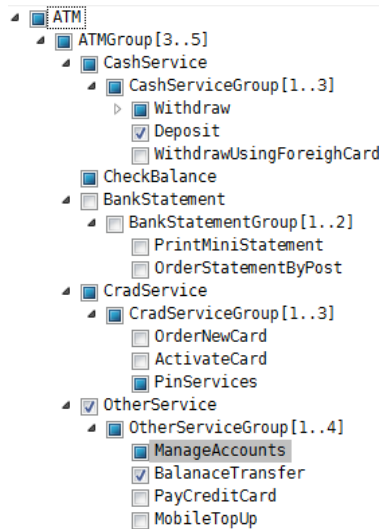 ATM
ATMGroup[3..5]
CashService
CashServiceGroup[1..3]
Withdraw
Deposit
WithdrawUsingForeighCard
CheckBalance
BankStatement
BankStatementGroup[1..2]
PrintMiniStatement
OrderStatementByPost
CradService
CradServiceGroup[1..3]
OrderNewCard
ActivateCard
PinServices
OtherService
OtherServiceGroup[1..4]
ManageAccounts
BalanaceTransfer
PayCreditCard
MobileTopUp